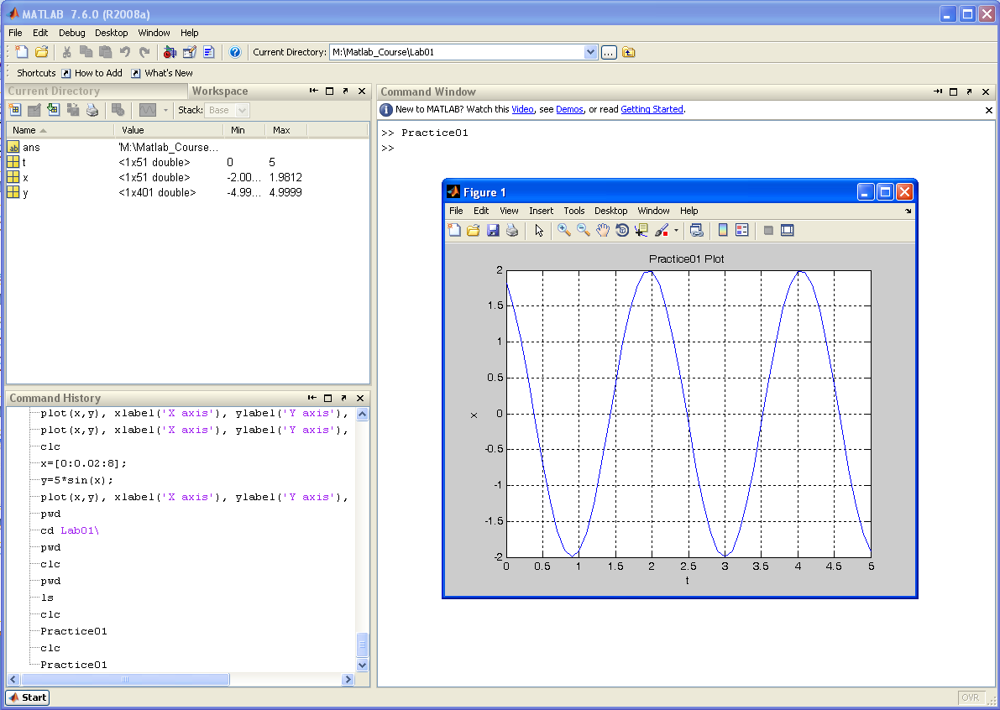 MATLAB 7.6.0 (R2008a)
File Edit Debug Desktop Window Help
Current Directory: M:\Matlab_Course\Lab01 ...
Shortcuts How to Add What's New
Current Directory Workspace
Stack: Base
Name Value Min Max
ab ans 'M:\Matlab_Course...
t <1x51 double> 0 5
x <1x51 double> -2.00... 1.9812
y <1x401 double> -4.99... 4.9999
Command History
plot(x,y), xlabel('X axis'), ylabel('Y axis'),
plot(x,y), xlabel('X axis'), ylabel('Y axis'),
clc
x=[0:0.02:8];
y=5*sin(x);
plot(x,y), xlabel('X axis'), ylabel('Y axis'),
pwd
cd Lab01\
pwd
clc
pwd
ls
clc
Practice01
clc
Practice01
Command Window
New to MATLAB? Watch this Video, see Demos, or read Getting Started.
>> Practice01
>>
Figure 1
File Edit View Insert Tools Desktop Window Help
Practice01 Plot
2
1.5
1
0.5
0
-0.5
-1
-1.5
-2
x
0 0.5 1 1.5 2 2.5 3 3.5 4 4.5 5
t
Start
OVR